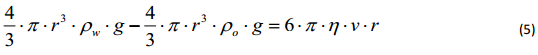 4/3 · π · r³ · ρ_w · g − 4/3 · π · r³ · ρ_o · g = 6 · π · η · v · r (5)